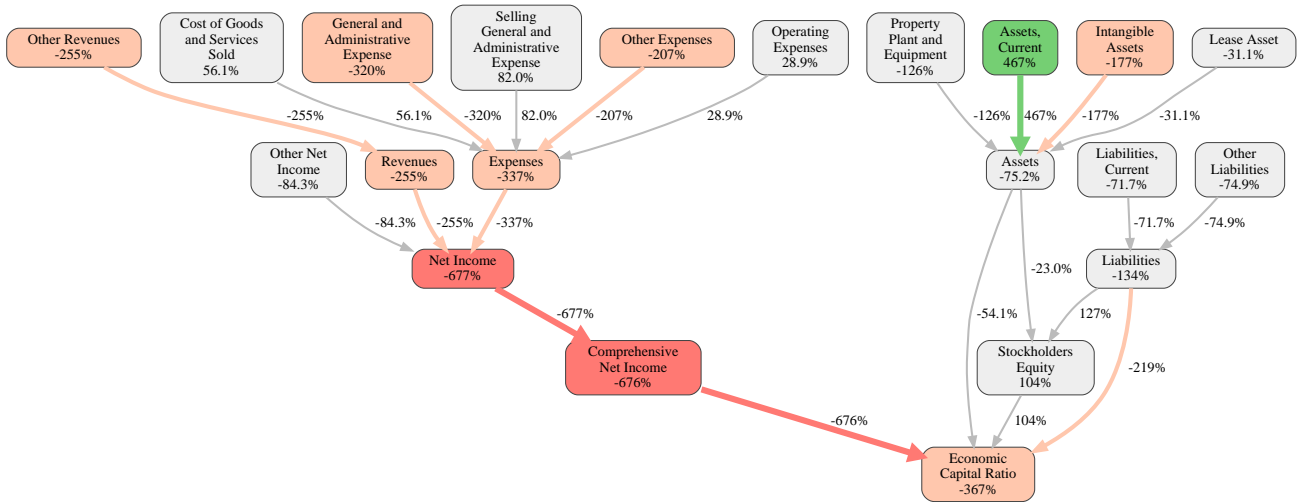 Other Revenues
-255%
Cost of Goods
and Services
Sold
56.1%
General and
Administrative
Expense
-320%
Selling
General and
Administrative
Expense
82.0%
Other Expenses
-207%
Operating
Expenses
28.9%
Property
Plant and
Equipment
-126%
Assets,
Current
467%
Intangible
Assets
-177%
Lease Asset
-31.1%
-255%
56.1%
-320%
82.0%
-207%
28.9%
-126%
467%
-177%
-31.1%
Other Net
Income
-84.3%
Revenues
-255%
Expenses
-337%
Assets
-75.2%
Liabilities,
Current
-71.7%
Other
Liabilities
-74.9%
-84.3%
-255%
-337%
-71.7%
-74.9%
Net Income
-677%
-23.0%
Liabilities
-134%
-677%
-54.1%
127%
Comprehensive
Net Income
-676%
Stockholders
Equity
104%
-219%
-676%
104%
Economic
Capital Ratio
-367%